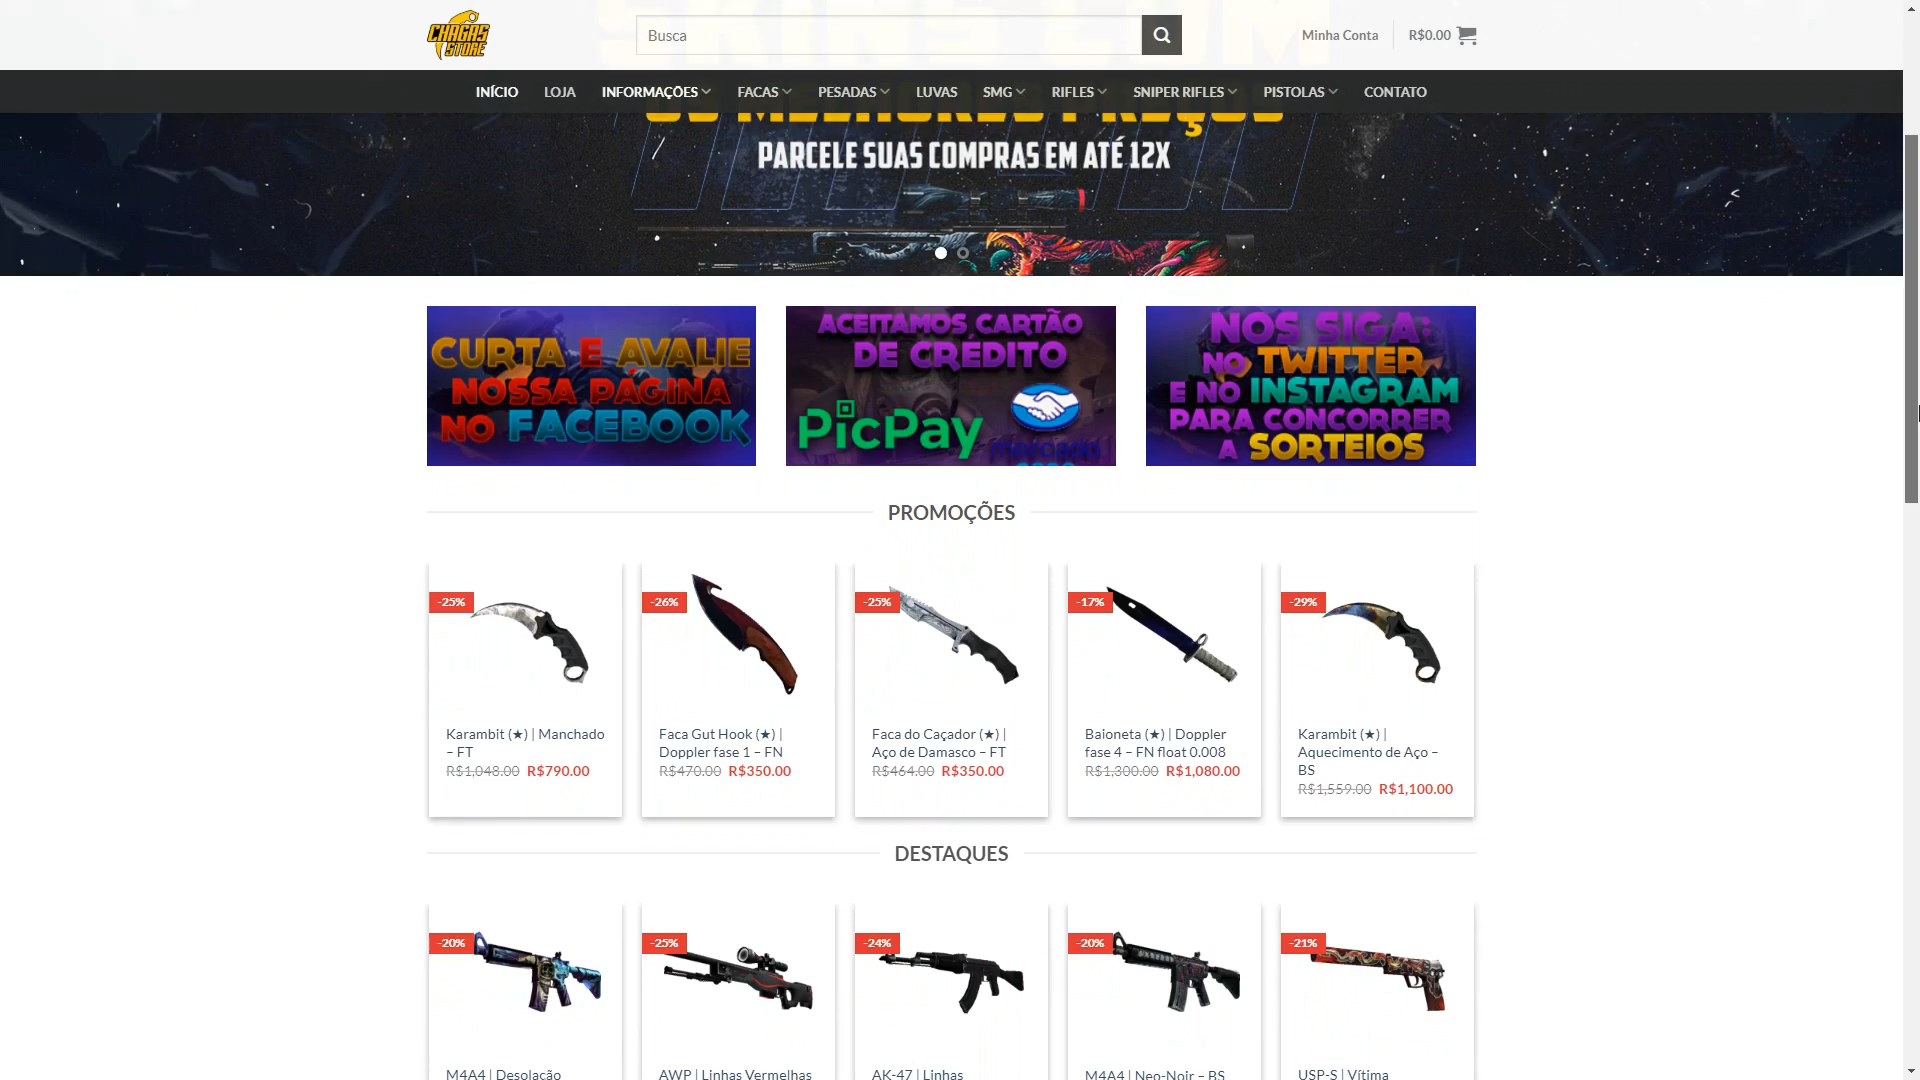 CHAGAS
STORE
Busca
Minha Conta
R$0.00
INÍCIO
LOJA
INFORMAÇÕES
FACAS
PESADAS
LUVAS
SMG
RIFLES
SNIPER RIFLES
PISTOLAS
CONTATO
OS MELHORES PREÇOS
PARCELE SUAS COMPRAS EM ATÉ 12X
CURTA E AVALIE
NOSSA PÁGINA
NO FACEBOOK
ACEITAMOS CARTÃO
DE CRÉDITO
PicPay
mercado
NOS SIGA:
NO TWITTER
E NO INSTAGRAM
PARA CONCORRER
A SORTEIOS
PROMOÇÕES
-25%
Karambit (★) | Manchado
– FT
R$1,048.00 R$790.00
-26%
Faca Gut Hook (★) |
Doppler fase 1 – FN
R$470.00 R$350.00
-25%
Faca do Caçador (★) |
Aço de Damasco – FT
R$464.00 R$350.00
-17%
Baioneta (★) | Doppler
fase 4 – FN float 0.008
R$1,300.00 R$1,080.00
-29%
Karambit (★) |
Aquecimento de Aço –
BS
R$1,559.00 R$1,100.00
DESTAQUES
-20%
M4A4 | Desolação
-25%
AWP | Linhas Vermelhas
-24%
AK-47 | Linhas
-20%
M4A4 | Neo-Noir – BS
-21%
USP-S | Vítima